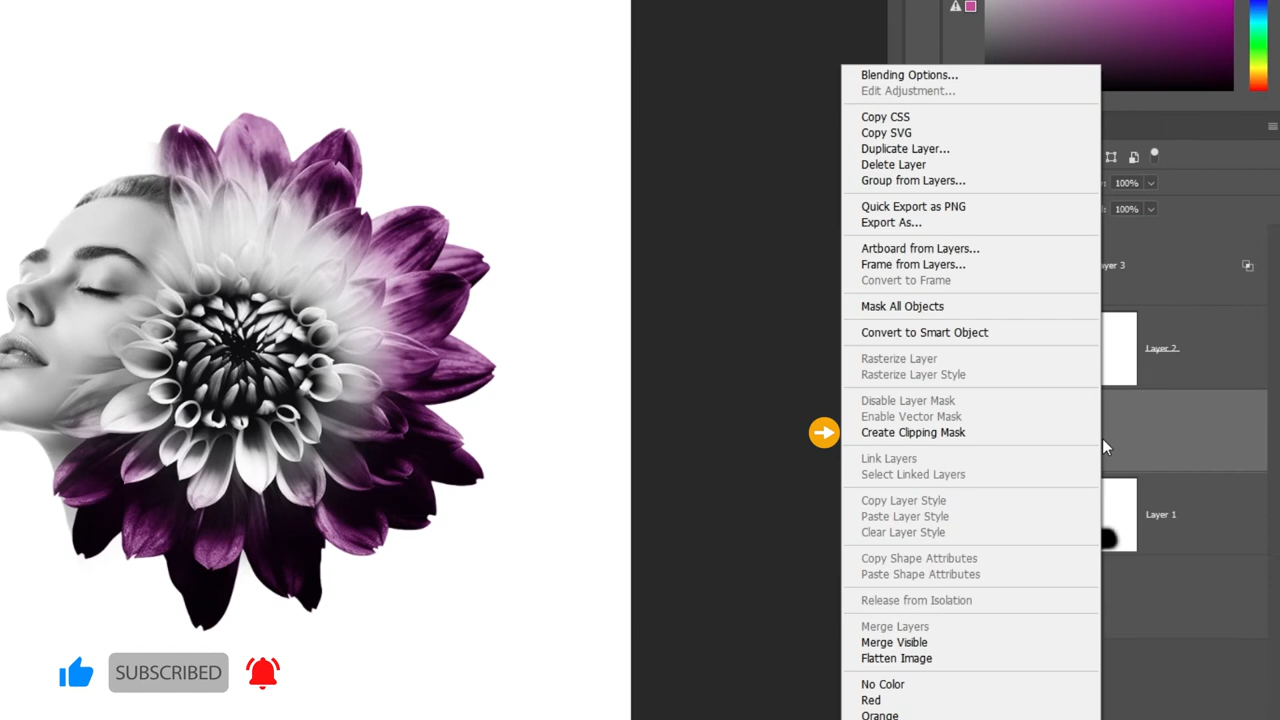 Blending Options...
Edit Adjustment...
Copy CSS
Copy SVG
Duplicate Layer...
Delete Layer
Group from Layers...
Quick Export as PNG
Export As...
Artboard from Layers...
Frame from Layers...
Convert to Frame
Mask All Objects
Convert to Smart Object
Rasterize Layer
Rasterize Layer Style
Disable Layer Mask
Enable Vector Mask
Create Clipping Mask
Link Layers
Select Linked Layers
Copy Layer Style
Paste Layer Style
Clear Layer Style
Copy Shape Attributes
Paste Shape Attributes
Release from Isolation
Merge Layers
Merge Visible
Flatten Image
No Color
Red
Orange
100%
100%
ayer 3
Layer 2
Layer 1
SUBSCRIBED